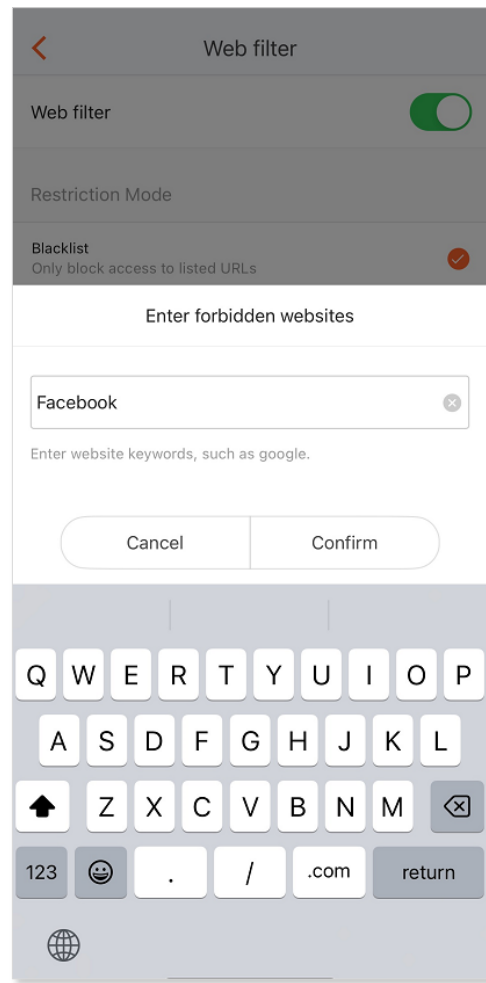 Web filter
Web filter
Restriction Mode
Blacklist
Only block access to listed URLs
Enter forbidden websites
Facebook
Enter website keywords, such as google.
Cancel Confirm
Q W E R T Y U I O P
A S D F G H J K L
Z X C V B N M
123 . / .com return